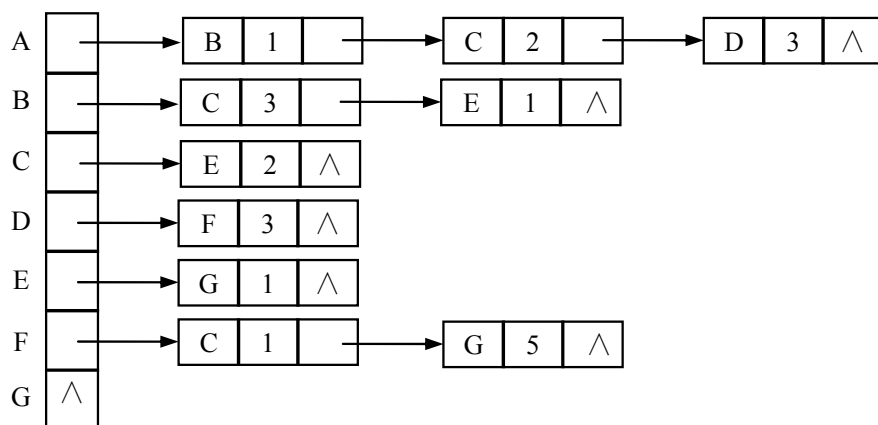 A B 1 C 2 D 3 ∧
B C 3 E 1 ∧
C E 2 ∧
D F 3 ∧
E G 1 ∧
F C 1 G 5 ∧
G ∧